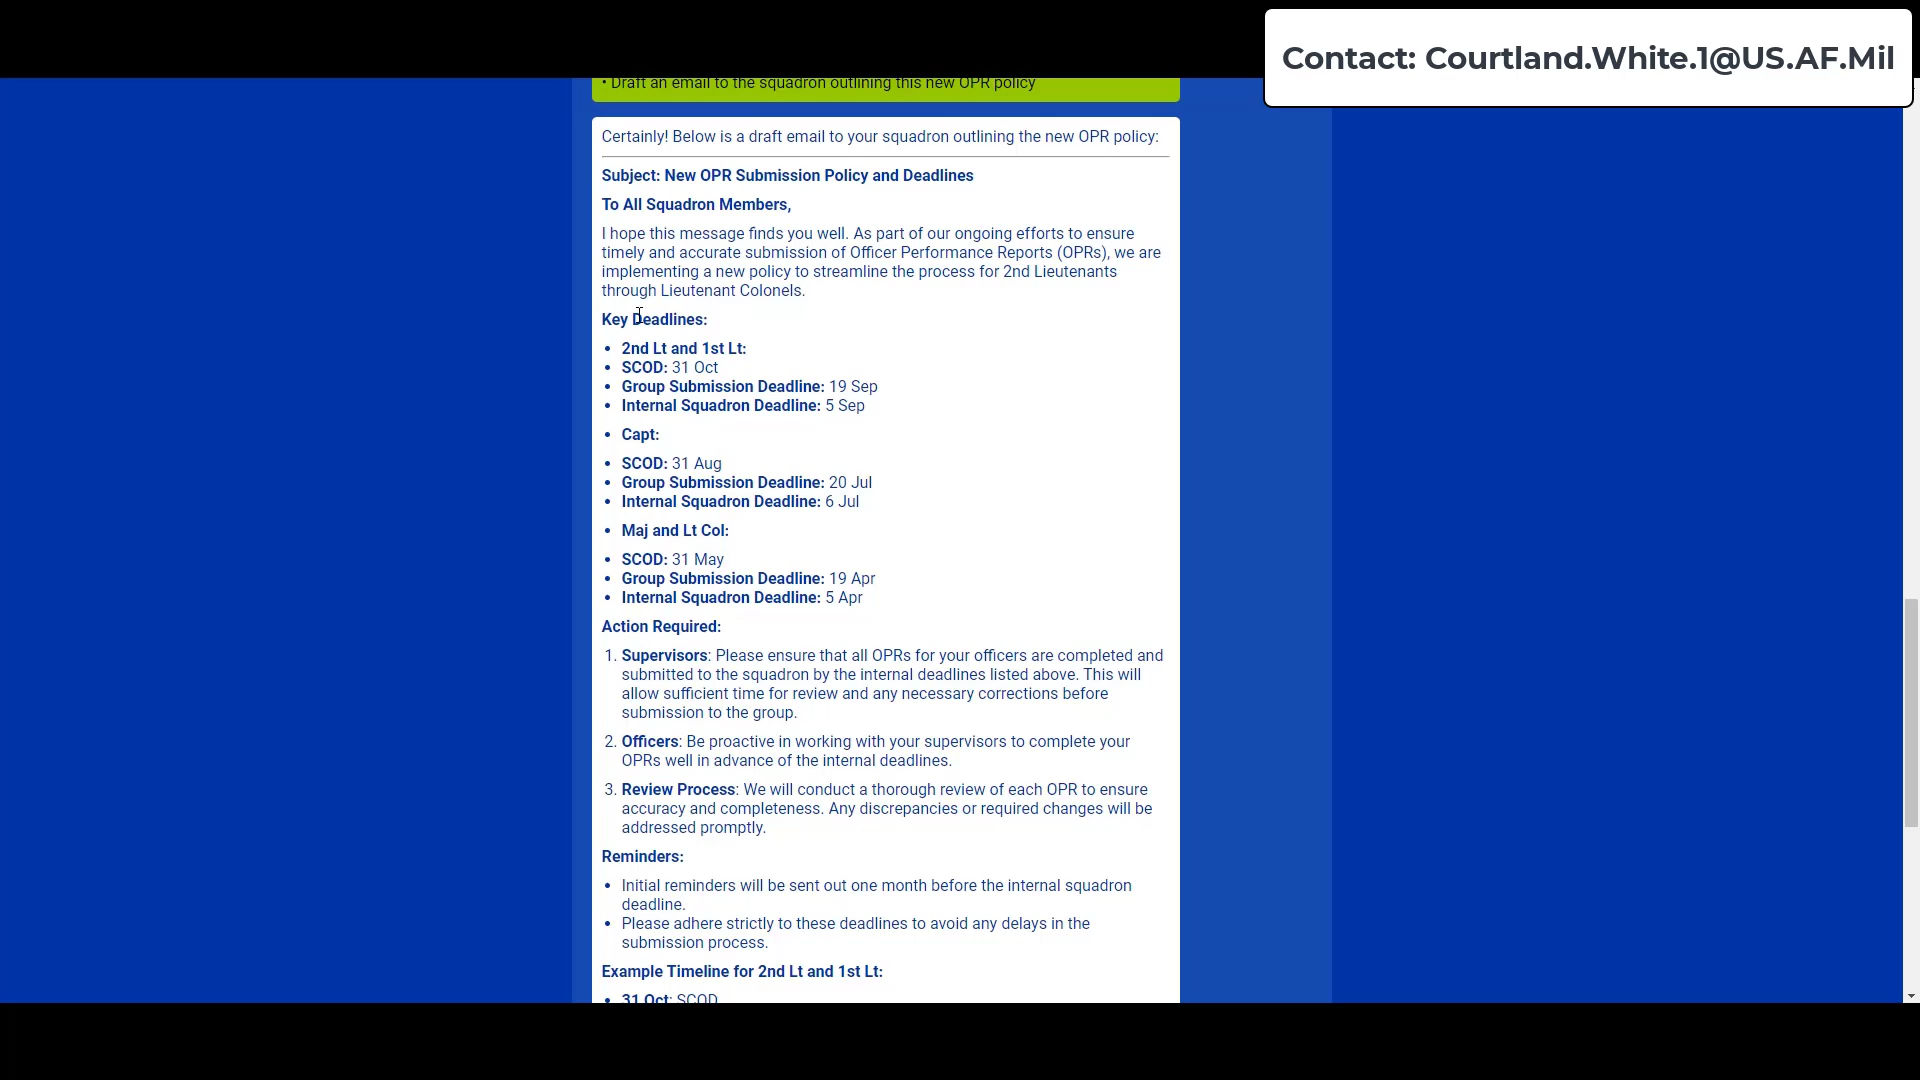 Contact: Courtland.White.1@US.AF.Mil
• Draft an email to the squadron outlining this new OPR policy
Certainly! Below is a draft email to your squadron outlining the new OPR policy:
Subject: New OPR Submission Policy and Deadlines
To All Squadron Members,
I hope this message finds you well. As part of our ongoing efforts to ensure
timely and accurate submission of Officer Performance Reports (OPRs), we are
implementing a new policy to streamline the process for 2nd Lieutenants
through Lieutenant Colonels.
Key Deadlines:
• 2nd Lt and 1st Lt:
• SCOD: 31 Oct
• Group Submission Deadline: 19 Sep
• Internal Squadron Deadline: 5 Sep
• Capt:
• SCOD: 31 Aug
• Group Submission Deadline: 20 Jul
• Internal Squadron Deadline: 6 Jul
• Maj and Lt Col:
• SCOD: 31 May
• Group Submission Deadline: 19 Apr
• Internal Squadron Deadline: 5 Apr
Action Required:
1. Supervisors: Please ensure that all OPRs for your officers are completed and
submitted to the squadron by the internal deadlines listed above. This will
allow sufficient time for review and any necessary corrections before
submission to the group.
2. Officers: Be proactive in working with your supervisors to complete your
OPRs well in advance of the internal deadlines.
3. Review Process: We will conduct a thorough review of each OPR to ensure
accuracy and completeness. Any discrepancies or required changes will be
addressed promptly.
Reminders:
• Initial reminders will be sent out one month before the internal squadron
deadline.
• Please adhere strictly to these deadlines to avoid any delays in the
submission process.
Example Timeline for 2nd Lt and 1st Lt:
• 31 Oct: SCOD